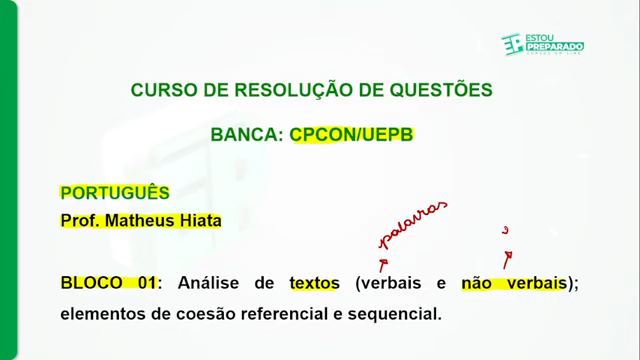 ESTOU
EP PREPARADO
CURSO DE RESOLUÇÃO DE QUESTÕES
BANCA: CPCON/UEPB
PORTUGUÊS
Prof. Matheus Hiata
palavras
BLOCO 01: Análise de textos (verbais e não verbais);
elementos de coesão referencial e sequencial.